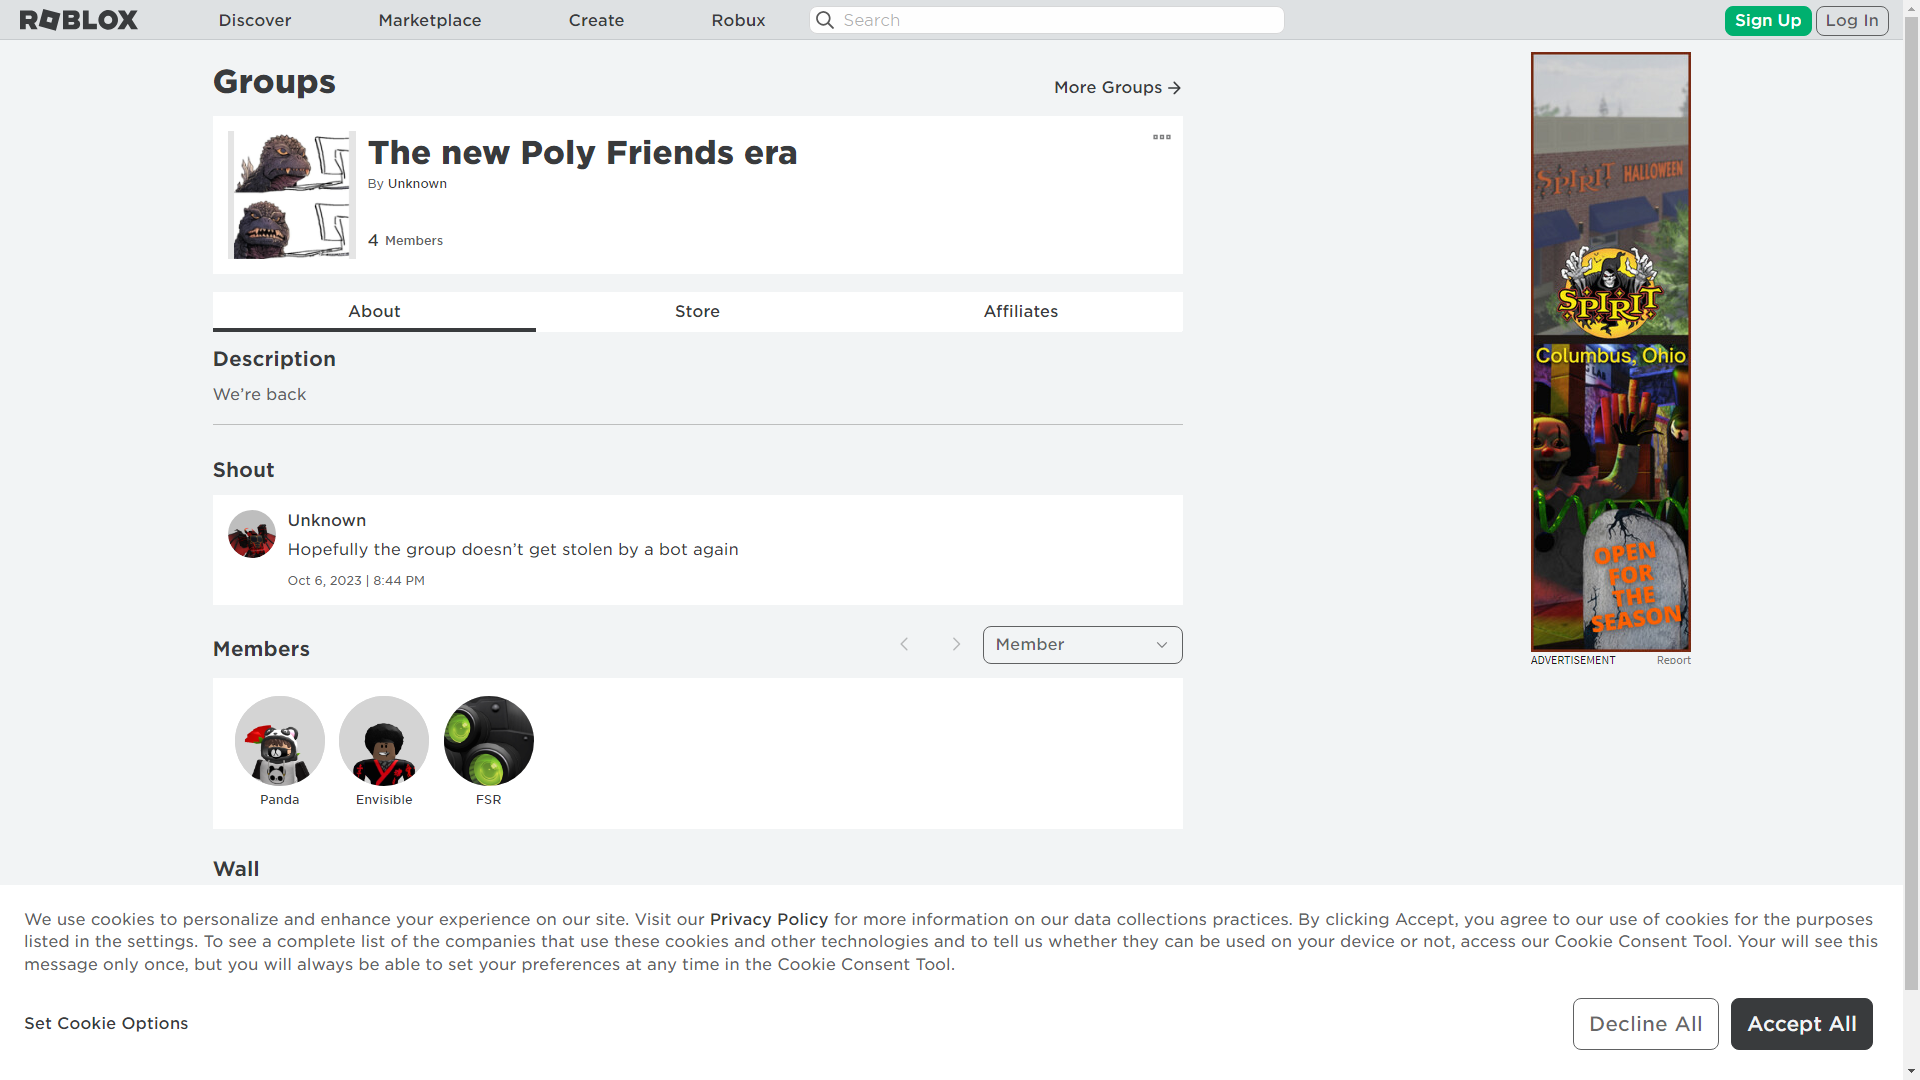 ROBLOX
Discover
Marketplace
Create
Robux
Search
Sign Up
Log In
Groups
More Groups
The new Poly Friends era
By Unknown
4 Members
About
Store
Affiliates
Description
We’re back
Shout
Unknown
Hopefully the group doesn’t get stolen by a bot again
Oct 6, 2023 | 8:44 PM
Members
Member
Panda
Envisible
FSR
Wall
SPIRIT HALLOWEEN
SPIRIT
Columbus, Ohio
OPEN
FOR
THE
SEASON
ADVERTISEMENT
Report
We use cookies to personalize and enhance your experience on our site. Visit our Privacy Policy for more information on our data collections practices. By clicking Accept, you agree to our use of cookies for the purposes
listed in the settings. To see a complete list of the companies that use these cookies and other technologies and to tell us whether they can be used on your device or not, access our Cookie Consent Tool. Your will see this
message only once, but you will always be able to set your preferences at any time in the Cookie Consent Tool.
Set Cookie Options
Decline All
Accept All